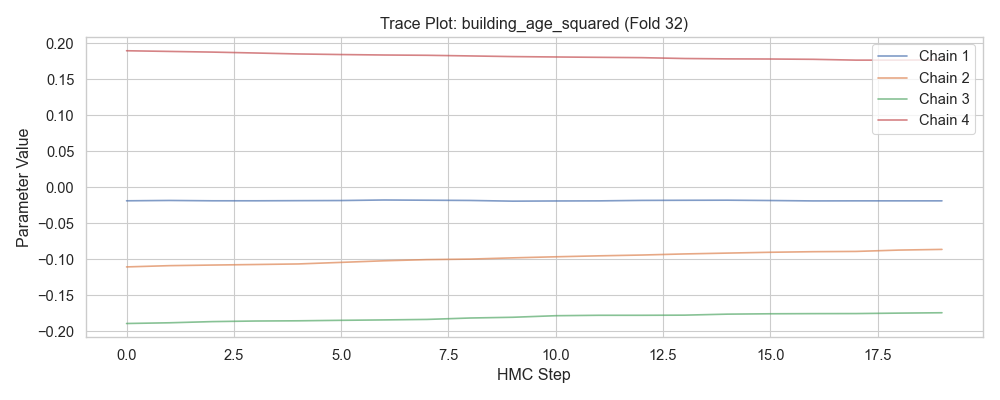 Trace Plot: building_age_squared (Fold 32)
0.20
0.15
0.10
0.05
0.00
−0.05
−0.10
−0.15
−0.20
Parameter Value
Chain 1
Chain 2
Chain 3
Chain 4
0.0 2.5 5.0 7.5 10.0 12.5 15.0 17.5
HMC Step